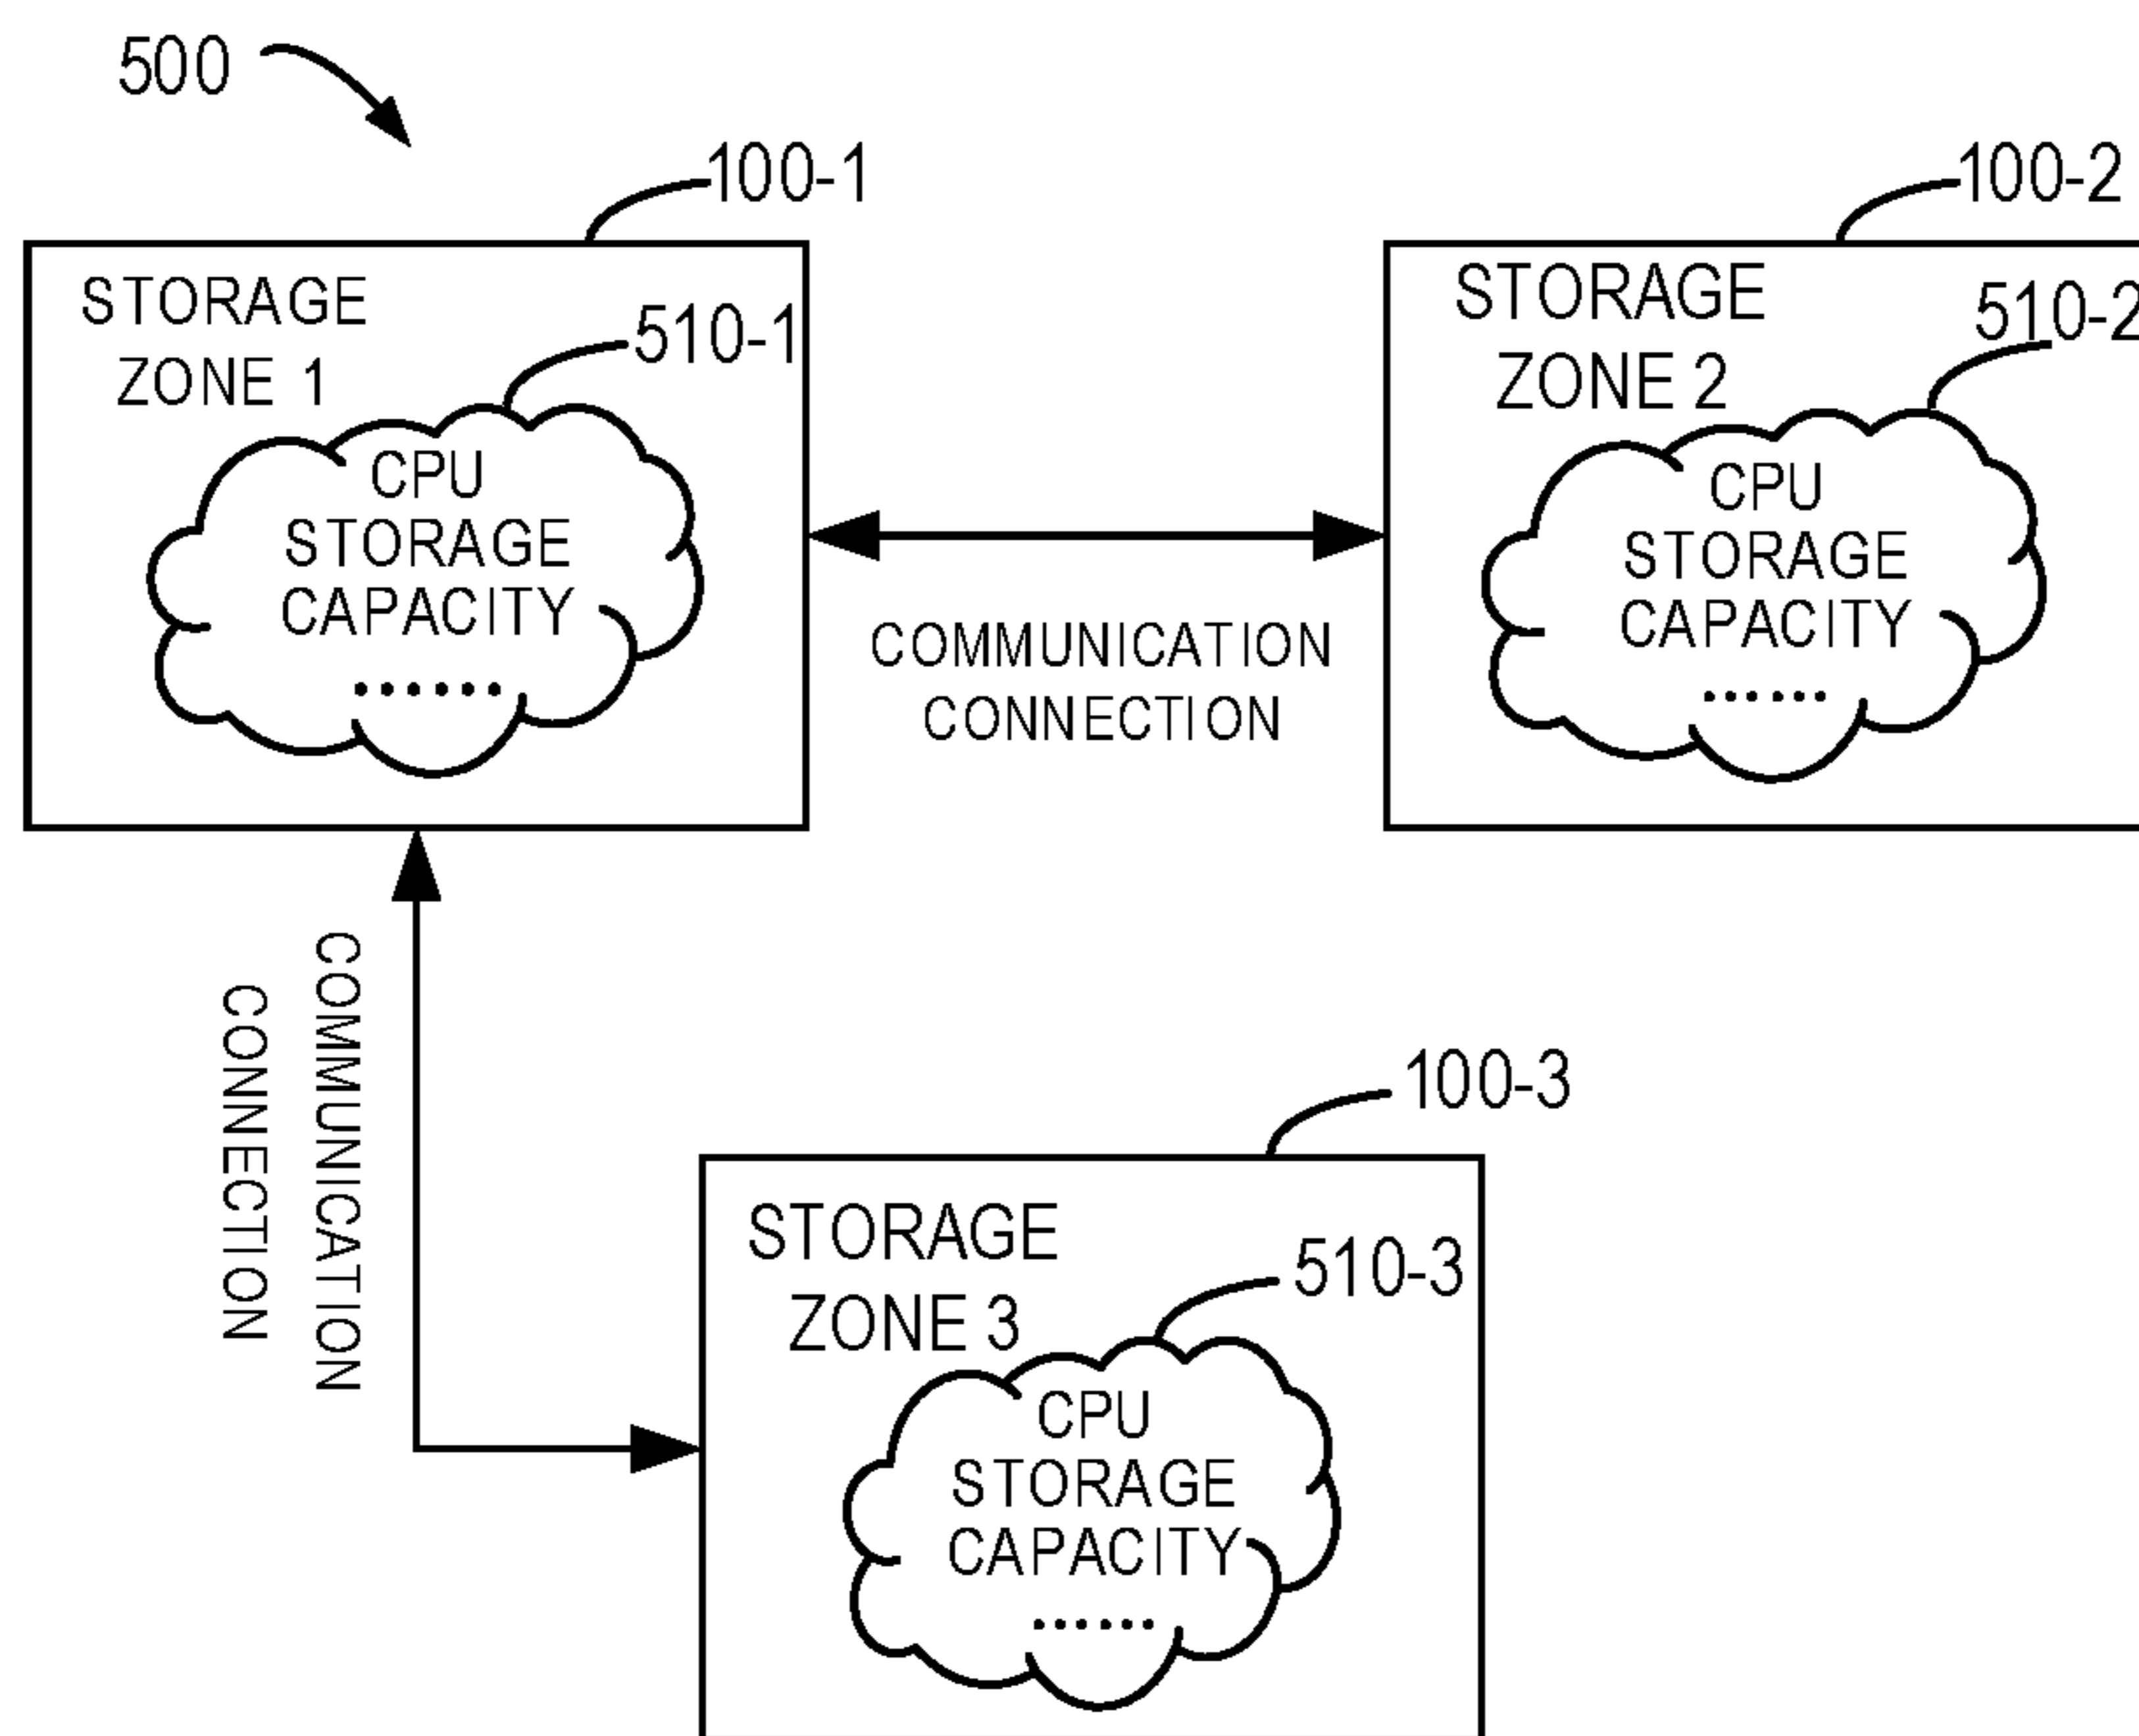 500
100-1
100-2
STORAGE
ZONE 1
510-1
STORAGE
ZONE 2
510-2
CPU
STORAGE
CAPACITY
......
COMMUNICATION
CONNECTION
CPU
STORAGE
CAPACITY
......
COMMUNICATION
CONNECTION
100-3
STORAGE
ZONE 3
510-3
CPU
STORAGE
CAPACITY
......